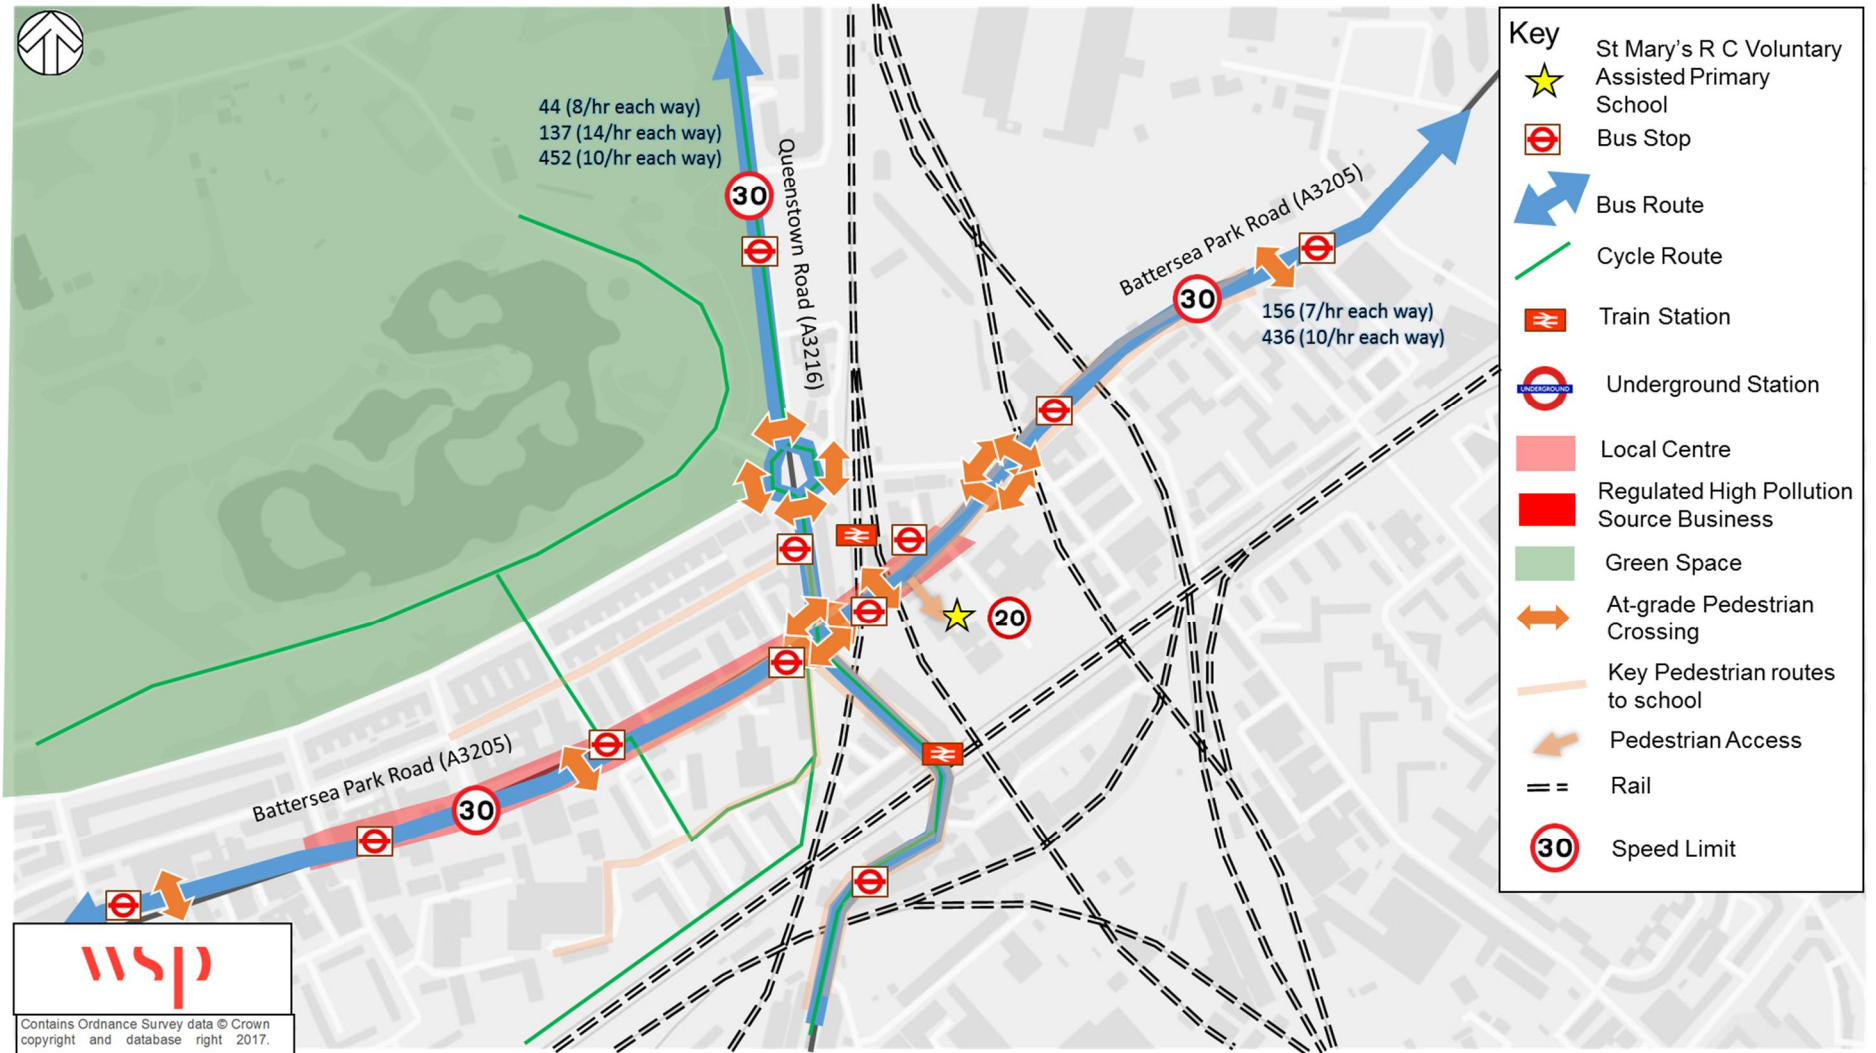 44 (8/hr each way)
137 (14/hr each way)
452 (10/hr each way)
30
Queenstown Road (A3216)
Battersea Park Road (A3205)
30
156 (7/hr each way)
436 (10/hr each way)
20
Battersea Park Road (A3205)
30
wsp
Contains Ordnance Survey data © Crown
copyright and database right 2017.
Key
St Mary's R C Voluntary
Assisted Primary
School
Bus Stop
Bus Route
Cycle Route
Train Station
UNDERGROUND
Underground Station
Local Centre
Regulated High Pollution
Source Business
Green Space
At-grade Pedestrian
Crossing
Key Pedestrian routes
to school
Pedestrian Access
Rail
30
Speed Limit